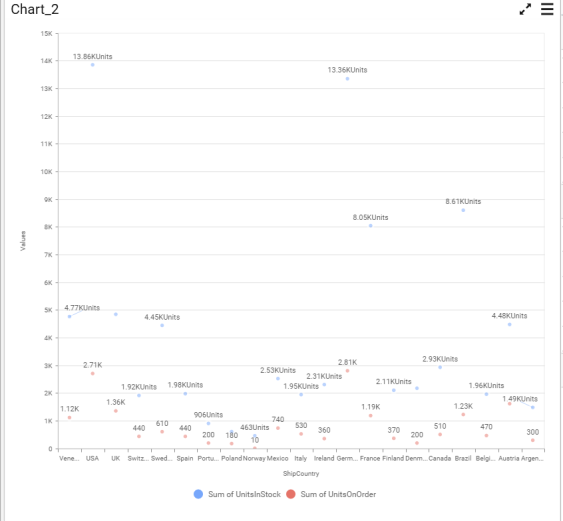 Chart_2
15K
14K
13K
12K
11K
10K
9K
8K
7K
6K
5K
4K
3K
2K
1K
0
Values
13.86KUnits
13.36KUnits
8.61KUnits
8.05KUnits
4.77KUnits
4.45KUnits
4.48KUnits
2.71K
2.81K
2.93KUnits
2.53KUnits
2.31KUnits
2.11KUnits
1.92KUnits
1.98KUnits
1.95KUnits
1.96KUnits
1.49KUnits
1.12K
1.36K
1.19K
1.23K
906Units
463Units
440
610
440
200
180
10
740
530
360
370
200
510
470
300
Vene... USA UK Switz... Swed... Spain Portu... Poland Norway Mexico Italy Ireland Germ... France Finland Denm... Canada Brazil Belgi... Austria Argen...
ShipCountry
Sum of UnitsInStock Sum of UnitsOnOrder